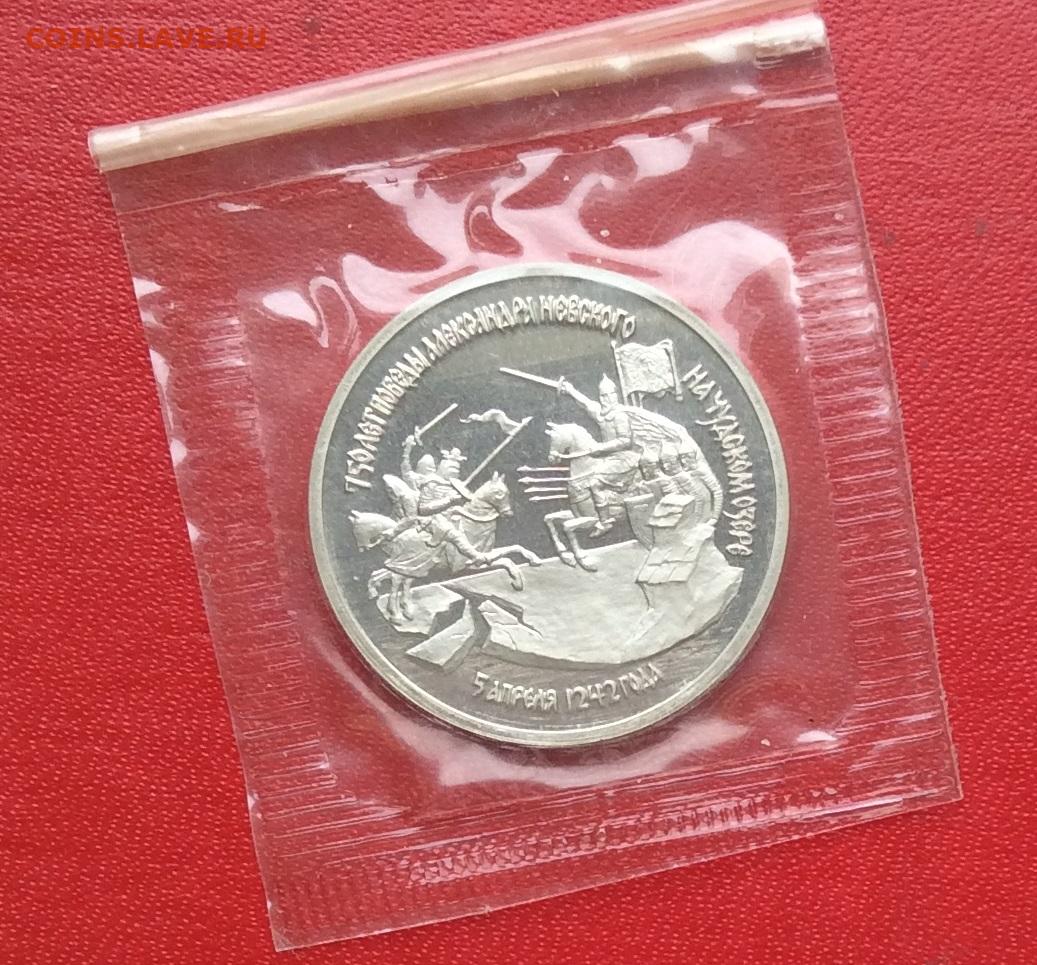 COINS.LAVE.RU
750 ЛЕТ ПОБЕДЫ АЛЕКСАНДРА НЕВСКОГО
НА ЧУДСКОМ ОЗЕРЕ
5 АПРЕЛЯ 1242 ГОДА